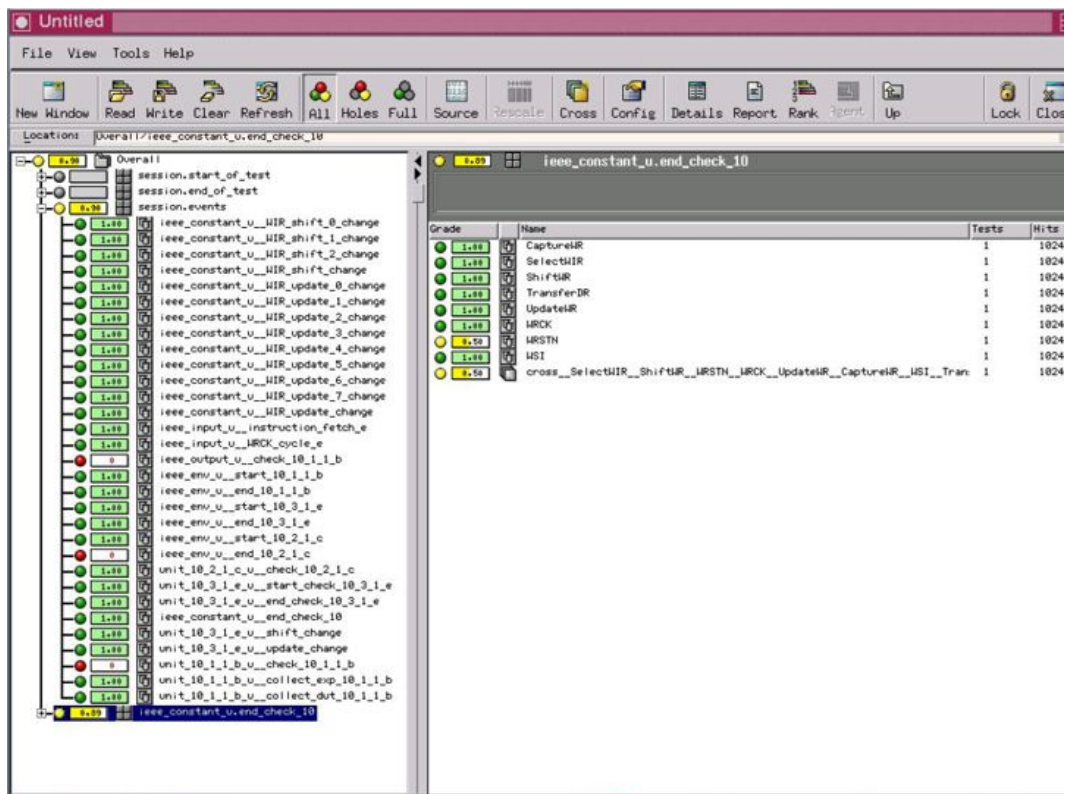 Untitled
File View Tools Help
New Window Read Write Clear Refresh All Holes Full Source Rescale Cross Config Details Report Rank Agent Up Lock Clos
Location: Overall/ieee_constant_u.end_check_10
0.90 Overall
session.start_of_test
session.end_of_test
0.90 session.events
1.00 ieee_constant_u__WIR_shift_0_change
1.00 ieee_constant_u__WIR_shift_1_change
1.00 ieee_constant_u__WIR_shift_2_change
1.00 ieee_constant_u__WIR_shift_change
1.00 ieee_constant_u__WIR_update_0_change
1.00 ieee_constant_u__WIR_update_1_change
1.00 ieee_constant_u__WIR_update_2_change
1.00 ieee_constant_u__WIR_update_3_change
1.00 ieee_constant_u__WIR_update_4_change
1.00 ieee_constant_u__WIR_update_5_change
1.00 ieee_constant_u__WIR_update_6_change
1.00 ieee_constant_u__WIR_update_7_change
1.00 ieee_constant_u__WIR_update_change
1.00 ieee_input_u__instruction_fetch_e
1.00 ieee_input_u__WRCK_cycle_e
0 ieee_output_u__check_10_1_1_b
1.00 ieee_env_u__start_10_1_1_b
1.00 ieee_env_u__end_10_1_1_b
1.00 ieee_env_u__start_10_3_1_e
1.00 ieee_env_u__end_10_3_1_e
1.00 ieee_env_u__start_10_2_1_c
0 ieee_env_u__end_10_2_1_c
1.00 unit_10_2_1_c_u__check_10_2_1_c
1.00 unit_10_3_1_e_u__start_check_10_3_1_e
1.00 unit_10_3_1_e_u__end_check_10_3_1_e
1.00 ieee_constant_u__end_check_10
1.00 unit_10_3_1_e_u__shift_change
1.00 unit_10_3_1_e_u__update_change
0 unit_10_1_1_b_u__check_10_1_1_b
1.00 unit_10_1_1_b_u__collect_exp_10_1_1_b
1.00 unit_10_1_1_b_u__collect_dut_10_1_1_b
0.89 ieee_constant_u.end_check_10
0.89 ieee_constant_u.end_check_10
Grade Name Tests Hits
1.00 CaptureWR 1 1024
1.00 SelectWIR 1 1024
1.00 ShiftWR 1 1024
1.00 TransferDR 1 1024
1.00 UpdateWR 1 1024
1.00 WRCK 1 1024
0.50 WRSTN 1 1024
1.00 WSI 1 1024
0.50 cross__SelectWIR__ShiftWR__WRSTN__WRCK__UpdateWR__CaptureWR__WSI__Tran: 1 1024